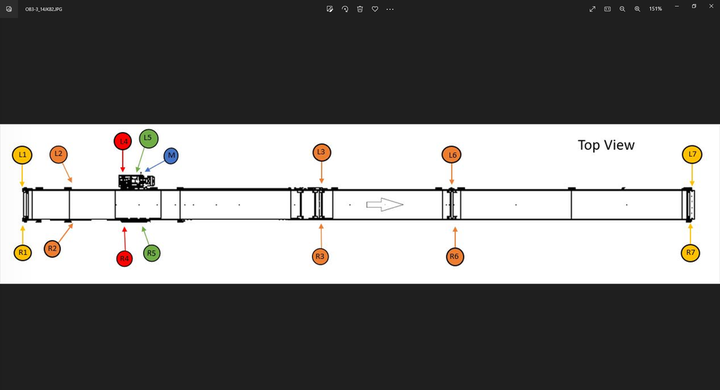 OB3-3_14IKB2.JPG
151%
Top View
L1
L2
L4
L5
M
L3
L6
L7
R1
R2
R4
R5
R3
R6
R7